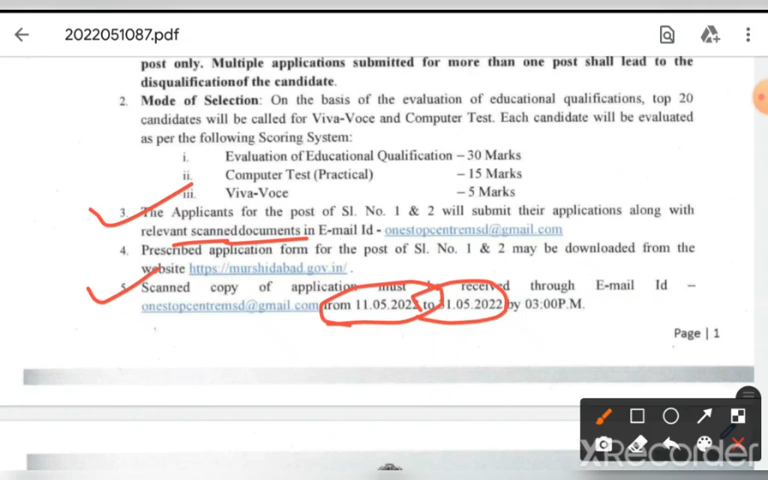 2022051087.pdf
post only. Multiple applications submitted for more than one post shall lead to the
disqualificationof the candidate.
2. Mode of Selection: On the basis of the evaluation of educational qualifications, top 20
candidates will be called for Viva-Voce and Computer Test. Each candidate will be evaluated
as per the following Scoring System:
i. Evaluation of Educational Qualification – 30 Marks
ii. Computer Test (Practical) – 15 Marks
iii. Viva-Voce – 5 Marks
3. The Applicants for the post of Sl. No. 1 & 2 will submit their applications along with
relevant scanned documents in E-mail Id - onestopcentremsd@gmail.com
4. Prescribed application form for the post of Sl. No. 1 & 2 may be downloaded from the
website https://murshidabad.gov.in/.
5. Scanned copy of application must be received through E-mail Id –
onestopcentremsd@gmail.com from 11.05.2022 to 31.05.2022 by 03:00P.M.
Page | 1
XRecorder